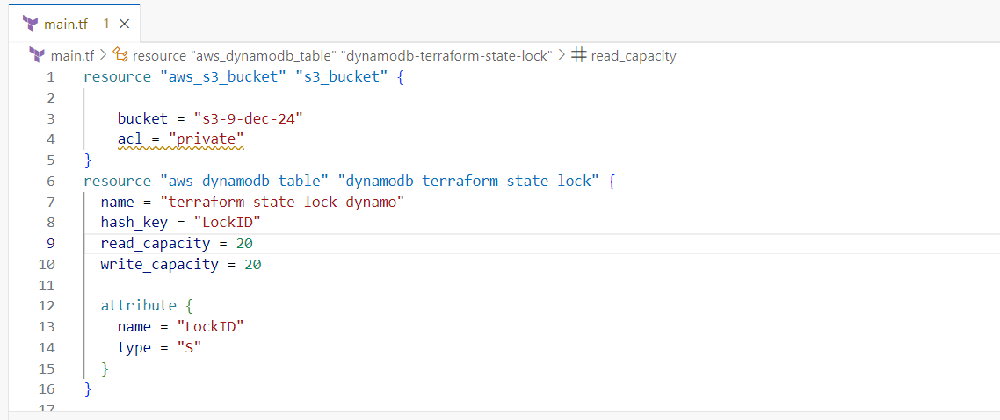 main.tf 1
main.tf > resource "aws_dynamodb_table" "dynamodb-terraform-state-lock" > # read_capacity
1 resource "aws_s3_bucket" "s3_bucket" {
2
3 bucket = "s3-9-dec-24"
4 acl = "private"
5 }
6 resource "aws_dynamodb_table" "dynamodb-terraform-state-lock" {
7 name = "terraform-state-lock-dynamo"
8 hash_key = "LockID"
9 read_capacity = 20
10 write_capacity = 20
11
12 attribute {
13 name = "LockID"
14 type = "S"
15 }
16 }
17